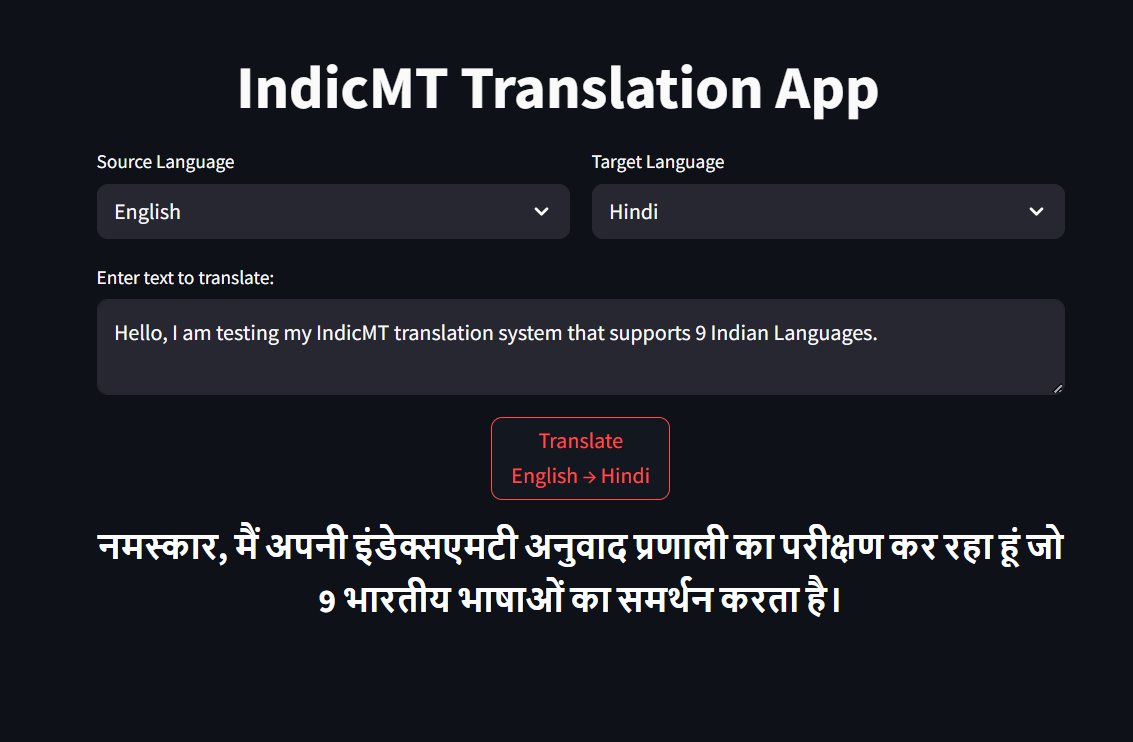 IndicMT Translation App
Source Language
Target Language
English
Hindi
Enter text to translate:
Hello, I am testing my IndicMT translation system that supports 9 Indian Languages.
Translate
English → Hindi
नमस्कार, मैं अपनी इंडेक्सएमटी अनुवाद प्रणाली का परीक्षण कर रहा हूं जो
9 भारतीय भाषाओं का समर्थन करता है।